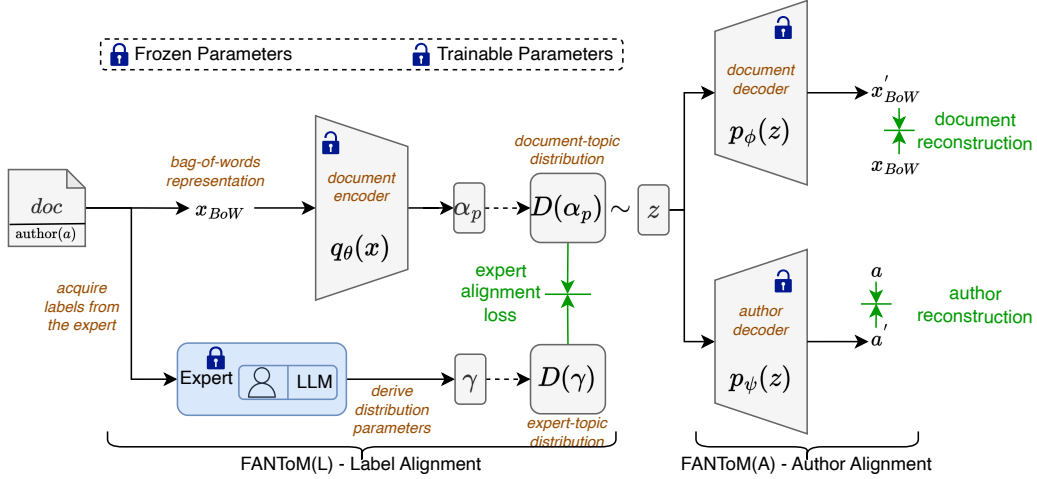 Frozen Parameters
Trainable Parameters
doc
author(a)
bag-of-words
representation
x_BoW
document
encoder
q_θ(x)
α_p
document-topic
distribution
D(α_p)
~
z
document
decoder
p_ϕ(z)
x'_BoW
document
reconstruction
x_BoW
acquire
labels from
the expert
expert
alignment
loss
Expert
LLM
derive
distribution
parameters
γ
D(γ)
expert-topic
distribution
author
decoder
p_ψ(z)
a
author
reconstruction
a'
FANToM(L) - Label Alignment
FANToM(A) - Author Alignment